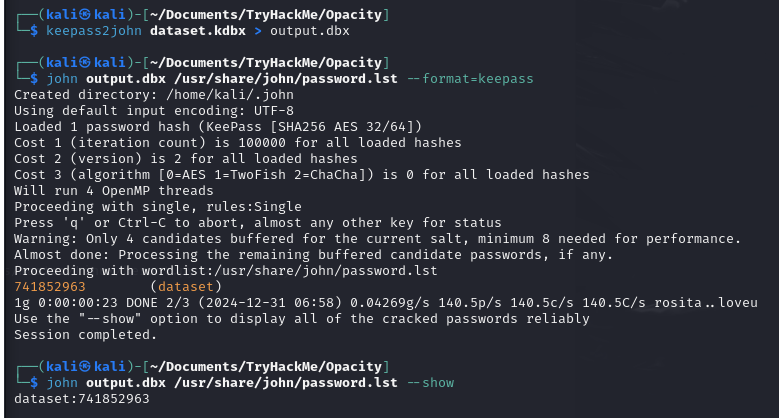 ┌──(kali㉿kali)-[~/Documents/TryHackMe/Opacity]
└─$ keepass2john dataset.kdbx > output.dbx
┌──(kali㉿kali)-[~/Documents/TryHackMe/Opacity]
└─$ john output.dbx /usr/share/john/password.lst --format=keepass
Created directory: /home/kali/.john
Using default input encoding: UTF-8
Loaded 1 password hash (KeePass [SHA256 AES 32/64])
Cost 1 (iteration count) is 100000 for all loaded hashes
Cost 2 (version) is 2 for all loaded hashes
Cost 3 (algorithm [0=AES 1=TwoFish 2=ChaCha]) is 0 for all loaded hashes
Will run 4 OpenMP threads
Proceeding with single, rules:Single
Press 'q' or Ctrl-C to abort, almost any other key for status
Warning: Only 4 candidates buffered for the current salt, minimum 8 needed for performance.
Almost done: Processing the remaining buffered candidate passwords, if any.
Proceeding with wordlist:/usr/share/john/password.lst
741852963        (dataset)
1g 0:00:00:23 DONE 2/3 (2024-12-31 06:58) 0.04269g/s 140.5p/s 140.5c/s 140.5C/s rosita..loveu
Use the "--show" option to display all of the cracked passwords reliably
Session completed.
┌──(kali㉿kali)-[~/Documents/TryHackMe/Opacity]
└─$ john output.dbx /usr/share/john/password.lst --show
dataset:741852963